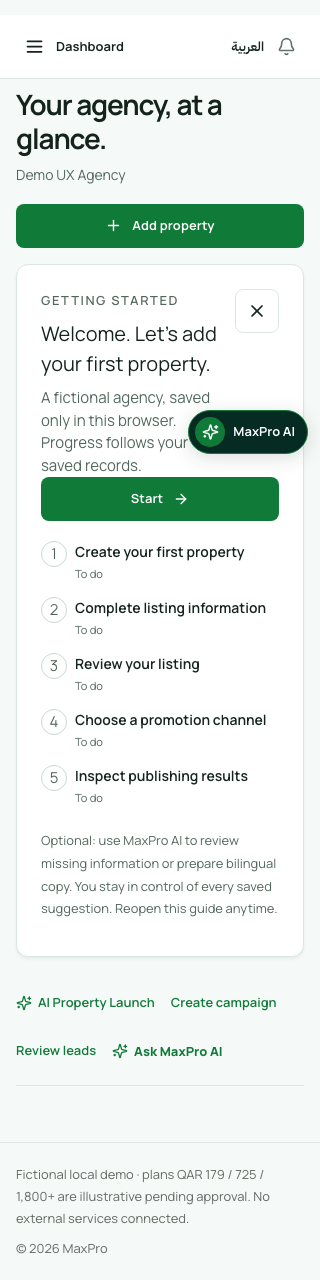 Dashboard
العربية
Your agency, at a
glance.
Demo UX Agency
Add property
GETTING STARTED
Welcome. Let's add
your first property.
A fictional agency, saved
only in this browser.
Progress follows your
saved records.
MaxPro AI
Start
1 Create your first property
To do
2 Complete listing information
To do
3 Review your listing
To do
4 Choose a promotion channel
To do
5 Inspect publishing results
To do
Optional: use MaxPro AI to review
missing information or prepare bilingual
copy. You stay in control of every saved
suggestion. Reopen this guide anytime.
AI Property Launch Create campaign
Review leads Ask MaxPro AI
Fictional local demo · plans QAR 179 / 725 /
1,800+ are illustrative pending approval. No
external services connected.
© 2026 MaxPro